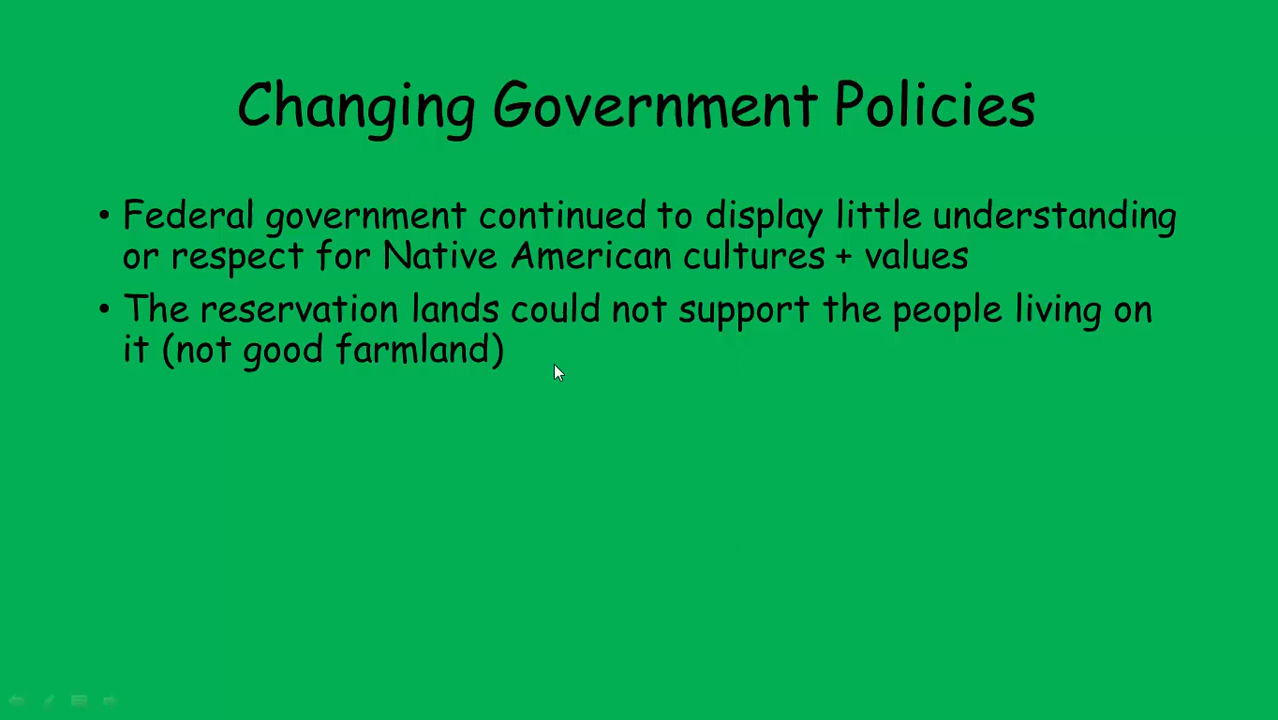 Changing Government Policies
• Federal government continued to display little understanding
or respect for Native American cultures + values
• The reservation lands could not support the people living on
it (not good farmland)